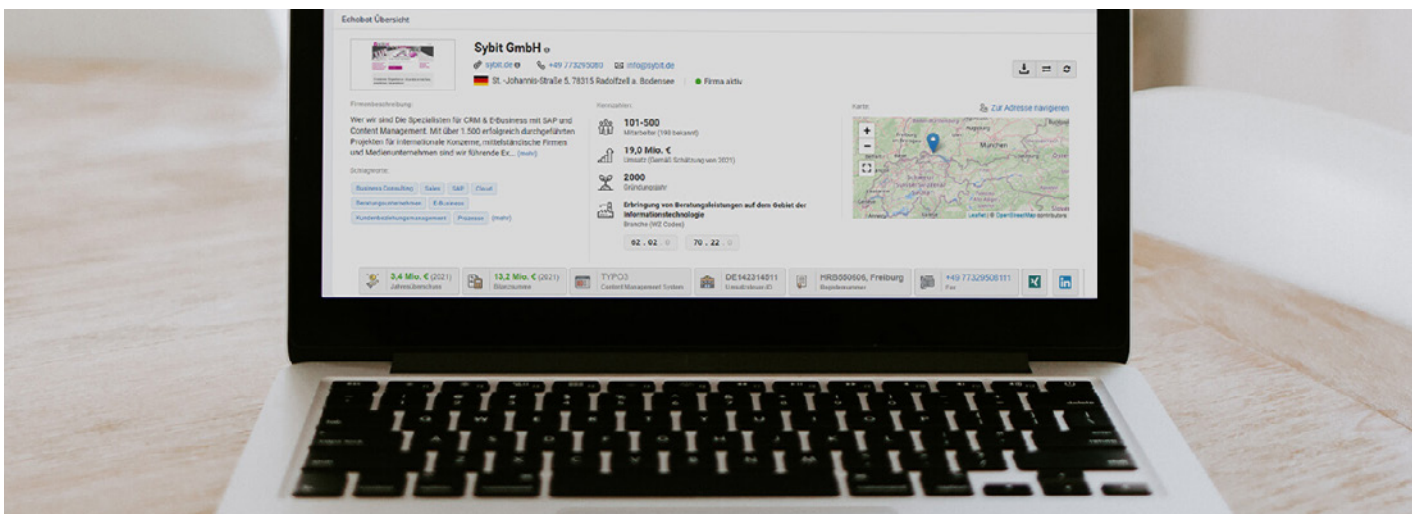 Echobot Übersicht
Sybit GmbH
sybit.de +49 773295080 info@sybit.de
St. -Johannis-Straße 5, 78315 Radolfzell a. Bodensee Firma aktiv
Firmenbeschreibung:
Wer wir sind Die Spezialisten für CRM & E-Business mit SAP und
Content Management. Mit über 1.500 erfolgreich durchgeführten
Projekten für internationale Konzerne, mittelständische Firmen
und Medienunternehmen sind wir führende Ex... (mehr)
Schlagworte:
Business Consulting Sales SAP Cloud
Beratungsunternehmen E-Business
Kundenbeziehungsmanagement Prozesse (mehr)
Kennzahlen:
101-500
Mitarbeiter (198 bekannt)
19,0 Mio. €
Umsatz (Gemäß Schätzung von 2021)
2000
Gründungsjahr
Erbringung von Beratungsleistungen auf dem Gebiet der
Informationstechnologie
Branche (WZ Codes)
62 . 02 . 0 70 . 22 . 0
Karte:
Zur Adresse navigieren
+
−
München
Leaflet | © OpenStreetMap contributors
3,4 Mio. € (2021)
Jahresüberschuss
13,2 Mio. € (2021)
Bilanzsumme
TYPO3
Content Management System
DE142314811
Umsatzsteuer ID
HRB550606, Freiburg
Registernummer
+49 77329508111
Fax
in